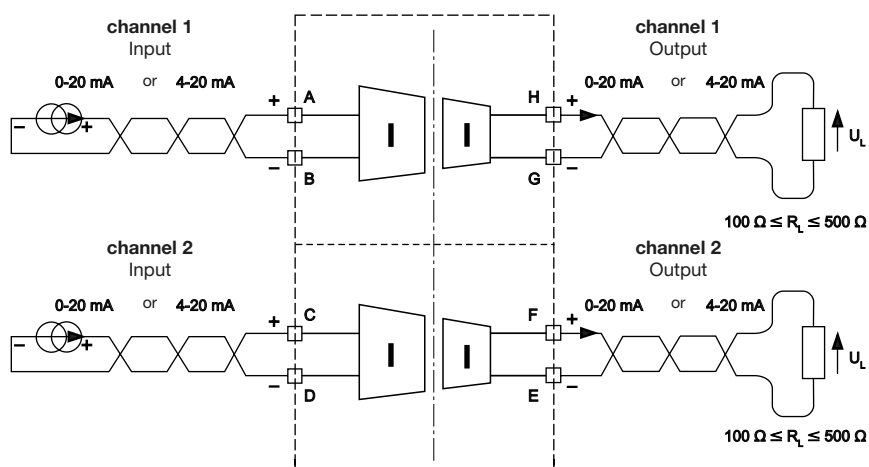 channel 1
Input
channel 1
Output
0-20 mA or 4-20 mA
0-20 mA or 4-20 mA
+ A
H +
− +
I I
U_L
− B
G −
100 Ω ≤ R_L ≤ 500 Ω
channel 2
Input
channel 2
Output
0-20 mA or 4-20 mA
0-20 mA or 4-20 mA
+ C
F +
− +
I I
U_L
− D
E −
100 Ω ≤ R_L ≤ 500 Ω